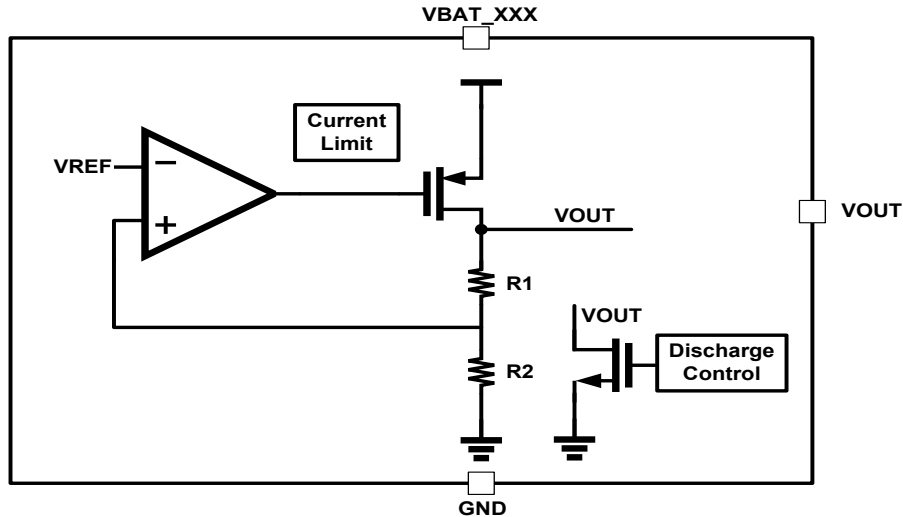 VBAT_XXX
Current
Limit
VREF
−
+
VOUT
VOUT
R1
VOUT
R2
Discharge
Control
GND